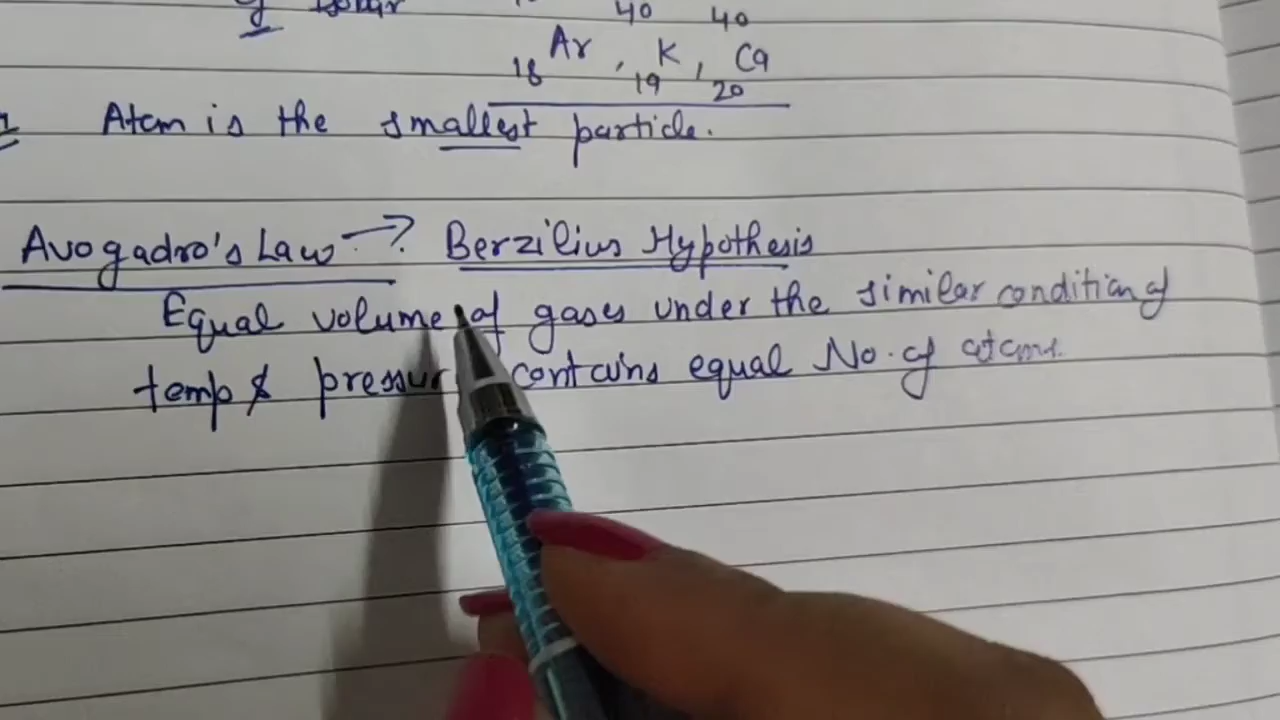 40 40
18 Ar , 19 K , 20 Ca
Atom is the smallest particle.
Avogadro's Law → Berzilius Hypothesis
Equal volume of gases under the similar condition of
temp & pressure contains equal No. of atoms.